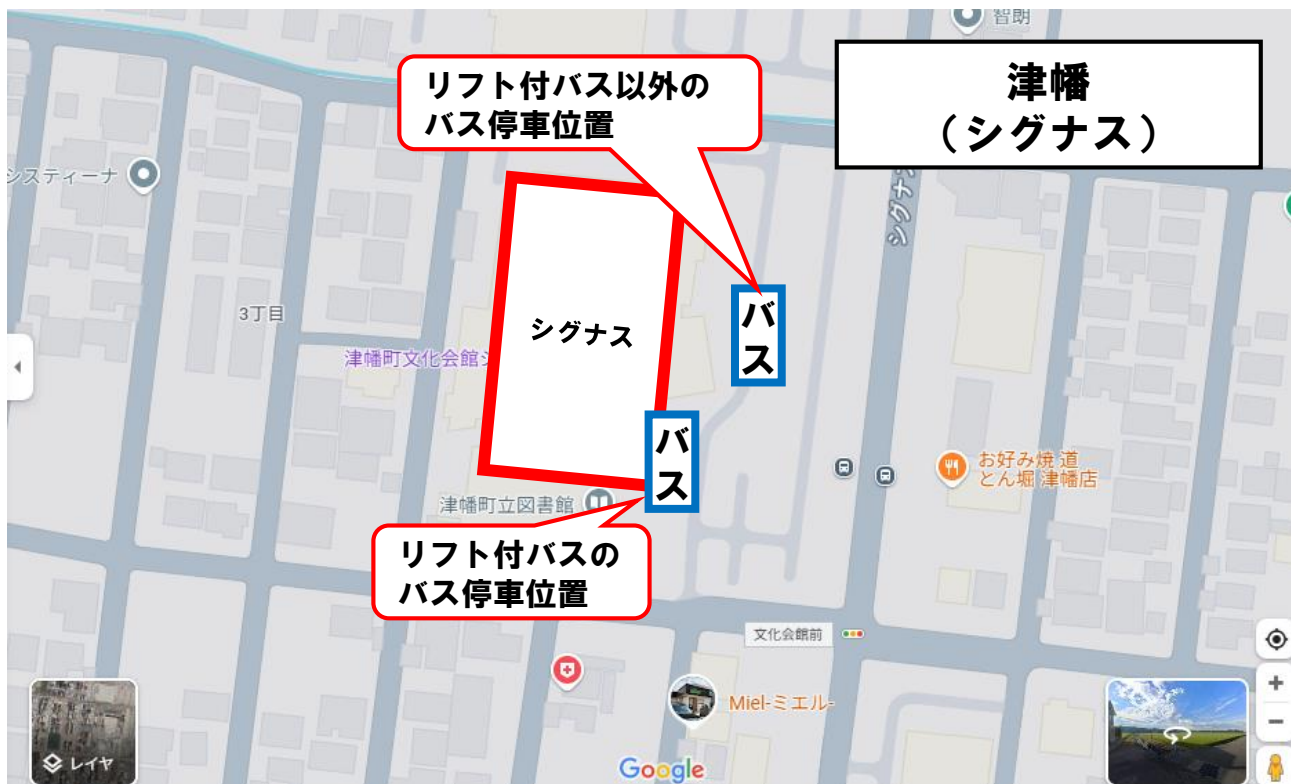 智朗
津幡
（シグナス）
リフト付バス以外の
バス停車位置
システィーナ
シグナス
3丁目
シグナス
バス
津幡町文化会館シ
バス
お好み焼 道
とん堀 津幡店
津幡町立図書館
リフト付バスの
バス停車位置
文化会館前
Miel-ミエル-
レイヤ
Google